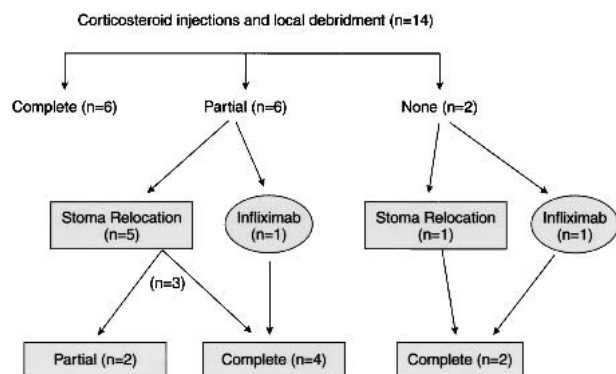 Corticosteroid injections and local debridment (n=14)
Complete (n=6)
Partial (n=6)
None (n=2)
Stoma Relocation
(n=5)
Infliximab
(n=1)
Stoma Relocation
(n=1)
Infliximab
(n=1)
(n=3)
Partial (n=2)
Complete (n=4)
Complete (n=2)